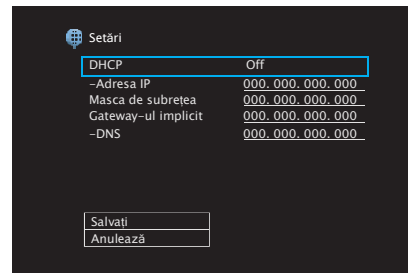 Setări
DHCP Off
-Adresa IP 000. 000. 000. 000
Masca de subrețea 000. 000. 000. 000
Gateway-ul implicit 000. 000. 000. 000
-DNS 000. 000. 000. 000
Salvați
Anulează